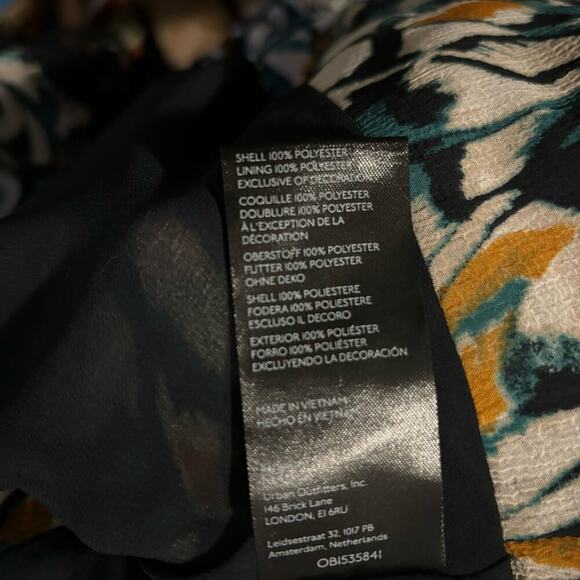 SHELL 100% POLYESTER
LINING 100% POLYESTER
EXCLUSIVE OF DECORATION
COQUILLE 100% POLYESTER
DOUBLURE 100% POLYESTER
À L'EXCEPTION DE LA
DÉCORATION
OBERSTOFF 100% POLYESTER
FUTTER 100% POLYESTER
OHNE DEKO
SHELL 100% POLIESTERE
FODERA 100% POLIESTERE
ESCLUSO IL DECORO
EXTERIOR 100% POLIÉSTER
FORRO 100% POLIÉSTER
EXCLUYENDO LA DECORACIÓN
MADE IN VIETNAM
HECHO EN VIETNAM
Urban Outfitters, Inc.
146 Brick Lane
LONDON, E1 6RU
Leidsestraat 32, 1017 PB
Amsterdam, Netherlands
OB1535841